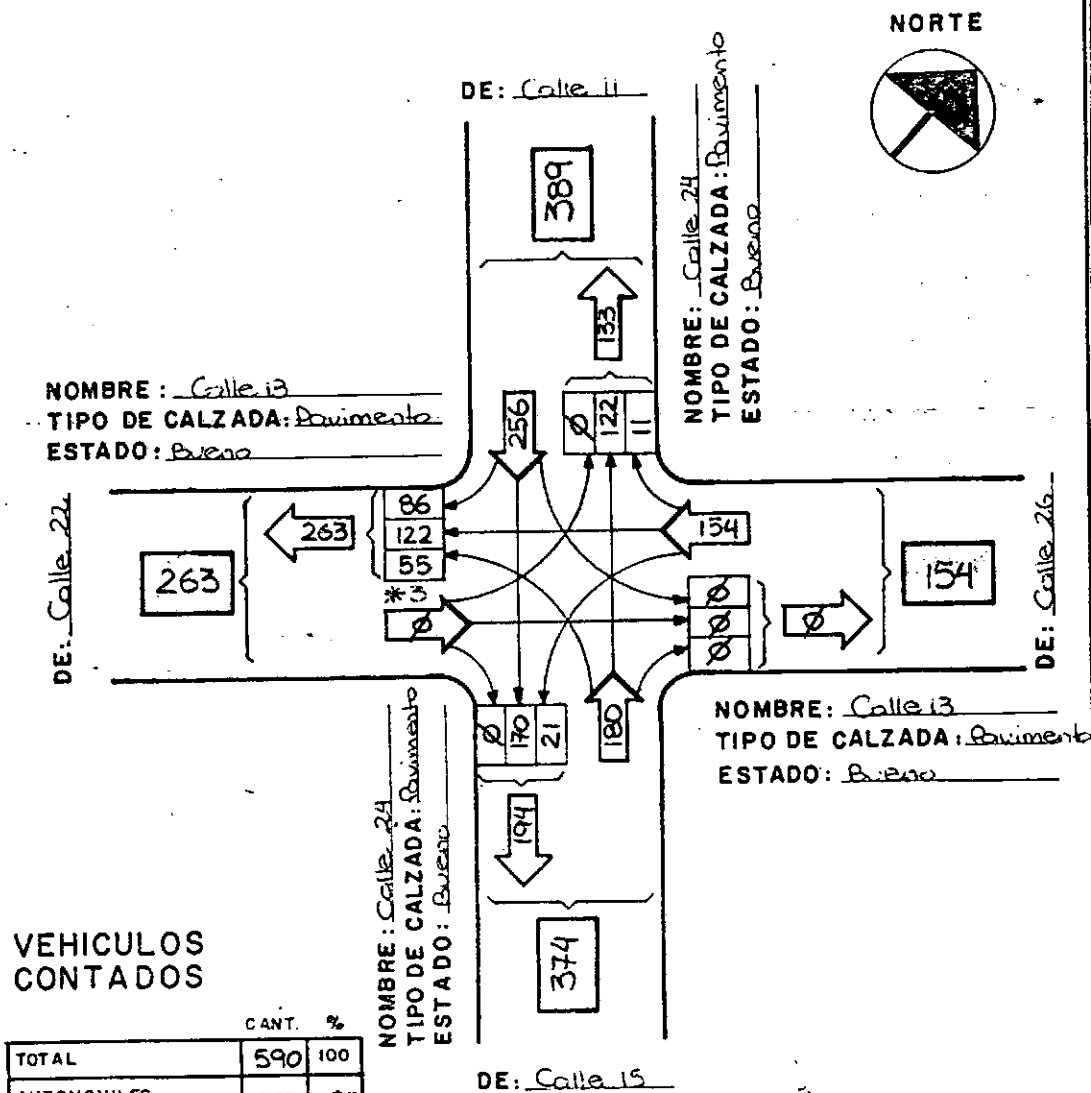 NORTE
DE: Calle 11
389
NOMBRE: Calle 24
TIPO DE CALZADA: Pavimento
ESTADO: Bueno
133
NOMBRE: Calle 13
TIPO DE CALZADA: Pavimento
ESTADO: Bueno
256
Ø 122 11
DE: Calle 22
263
263
86
122
55
*3
Ø
154
154
DE: Calle 26
Ø
Ø
Ø
Ø
Ø 170 21
180
194
NOMBRE: Calle 13
TIPO DE CALZADA: Pavimento
ESTADO: Bueno
NOMBRE: Calle 24
TIPO DE CALZADA: Pavimento
ESTADO: Bueno
374
VEHICULOS
CONTADOS
CANT. %
TOTAL 590 100
DE: Calle 15